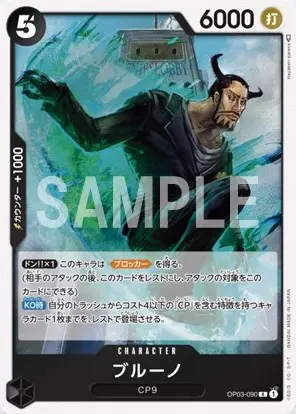 5
6000
打
SAMPLE
カウンター +1000
ドン!!×1 このキャラは ブロッカー を得る。
(相手のアタックの後、このカードをレストにし、アタックの対象をこの
カードにできる)
KO時 自分のトラッシュからコスト4以下の「CP」を含む特徴を持つキャ
ラカード1枚までを、レストで登場させる。
CHARACTER
ブルーノ
CP9
OP03-090 R 1
BANDAI MADE IN JAPAN